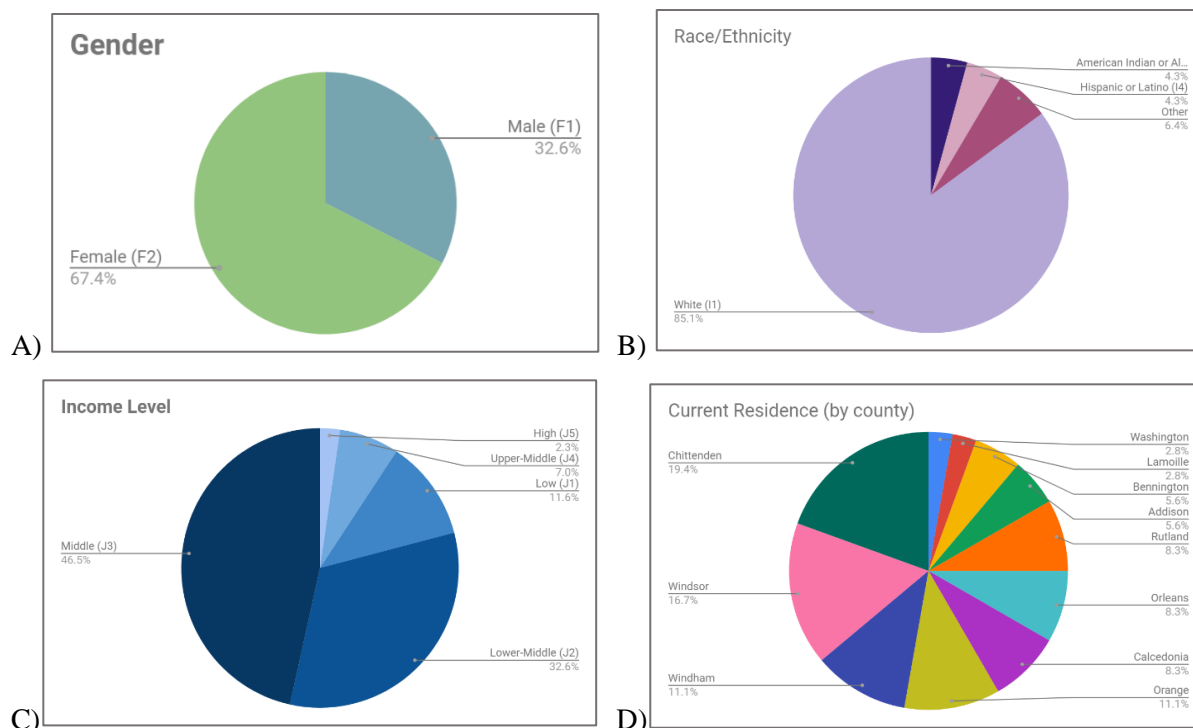 Gender
Male (F1)
32.6%
Female (F2)
67.4%
A)
Race/Ethnicity
American Indian or Al...
4.3%
Hispanic or Latino (I4)
4.3%
Other
6.4%
White (I1)
85.1%
B)
Income Level
High (J5)
2.3%
Upper-Middle (J4)
7.0%
Low (J1)
11.6%
Middle (J3)
46.5%
Lower-Middle (J2)
32.6%
C)
Current Residence (by county)
Washington
2.8%
Lamoille
2.8%
Bennington
5.6%
Addison
5.6%
Rutland
8.3%
Orleans
8.3%
Calcedonia
8.3%
Orange
11.1%
Windham
11.1%
Windsor
16.7%
Chittenden
19.4%
D)